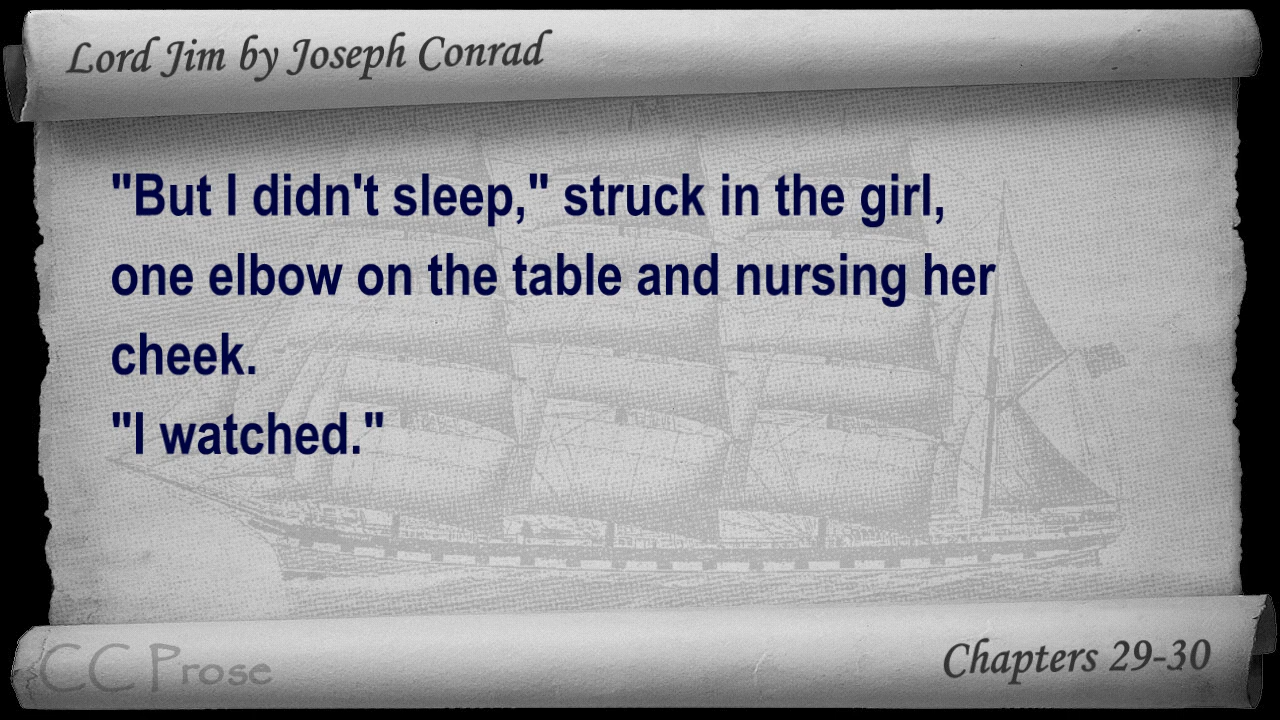 Lord Jim by Joseph Conrad
"But I didn't sleep," struck in the girl,
one elbow on the table and nursing her
cheek.
"I watched."
CC Prose
Chapters 29-30